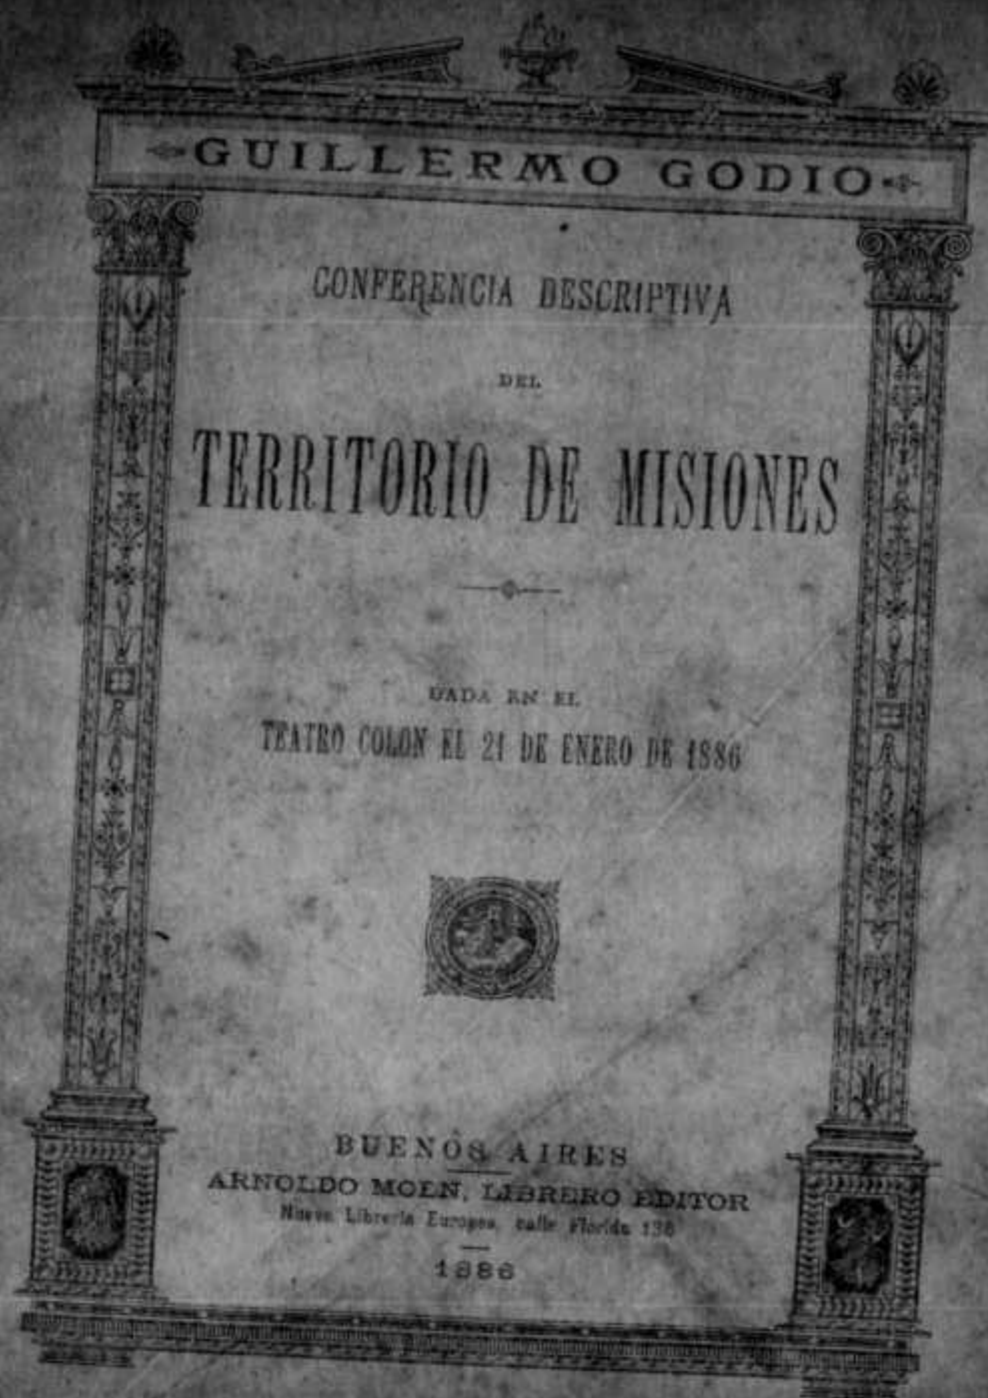 GUILLERMO GODIO
CONFERENCIA DESCRIPTIVA
DEL
TERRITORIO DE MISIONES
DADA EN EL
TEATRO COLON EL 21 DE ENERO DE 1886
BUENOS AIRES
ARNOLDO MOEN, LIBRERO EDITOR
Nueva Librería Europea, calle Florida
1886